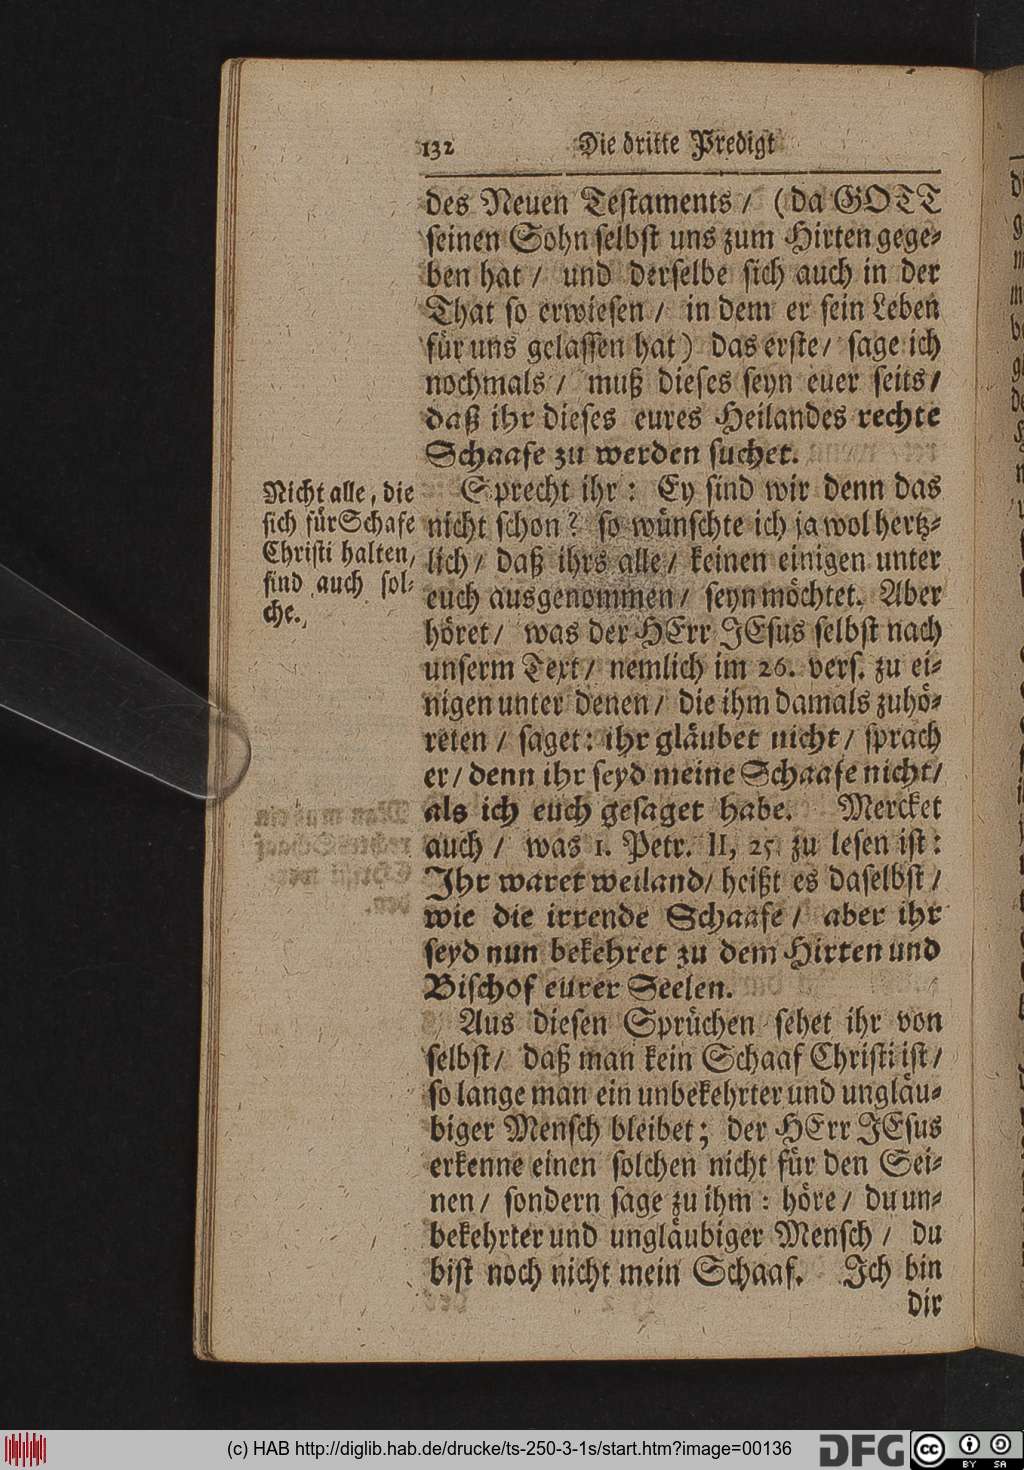 132 Die dritte Predigt
des Neuen Testaments / (da GOTT
seinen Sohn selbst uns zum Hirten gege-
ben hat / und derselbe sich auch in der
That so erwiesen / in dem er sein Leben
für uns gelassen hat) das erste / sage ich
nochmals / muß dieses seyn euer seits /
daß ihr dieses eures Heilandes rechte
Schaafe zu werden suchet.
Nicht alle, die
sich für Schafe
Christi halten,
sind auch sol-
che.
Sprecht ihr: Ey sind wir denn das
nicht schon? so wünschte ich ja wol hertz-
lich / daß ihrs alle / keinen einigen unter
euch ausgenommen / seyn möchtet. Aber
höret / was der HErr JEsus selbst nach
unserm Text / nemlich im 26. vers. zu ei-
nigen unter denen / die ihm damals zuhö-
reten / saget: ihr gläubet nicht / sprach
er / denn ihr seyd meine Schaafe nicht /
als ich euch gesaget habe. Mercket
auch / was 1. Petr. II, 25. zu lesen ist:
Ihr waret weiland / heißt es daselbst /
wie die irrende Schaafe / aber ihr
seyd nun bekehret zu dem Hirten und
Bischof eurer Seelen.
Aus diesen Sprüchen sehet ihr von
selbst / daß man kein Schaaf Christi ist /
so lange man ein unbekehrter und ungläu-
biger Mensch bleibet; der HErr JEsus
erkenne einen solchen nicht für den Sei-
nen / sondern sage zu ihm: höre / du un-
bekehrter und ungläubiger Mensch / du
bist noch nicht mein Schaaf. Ich bin
dir
(c) HAB http://diglib.hab.de/drucke/ts-250-3-1s/start.htm?image=00136
DFG
cc BY SA